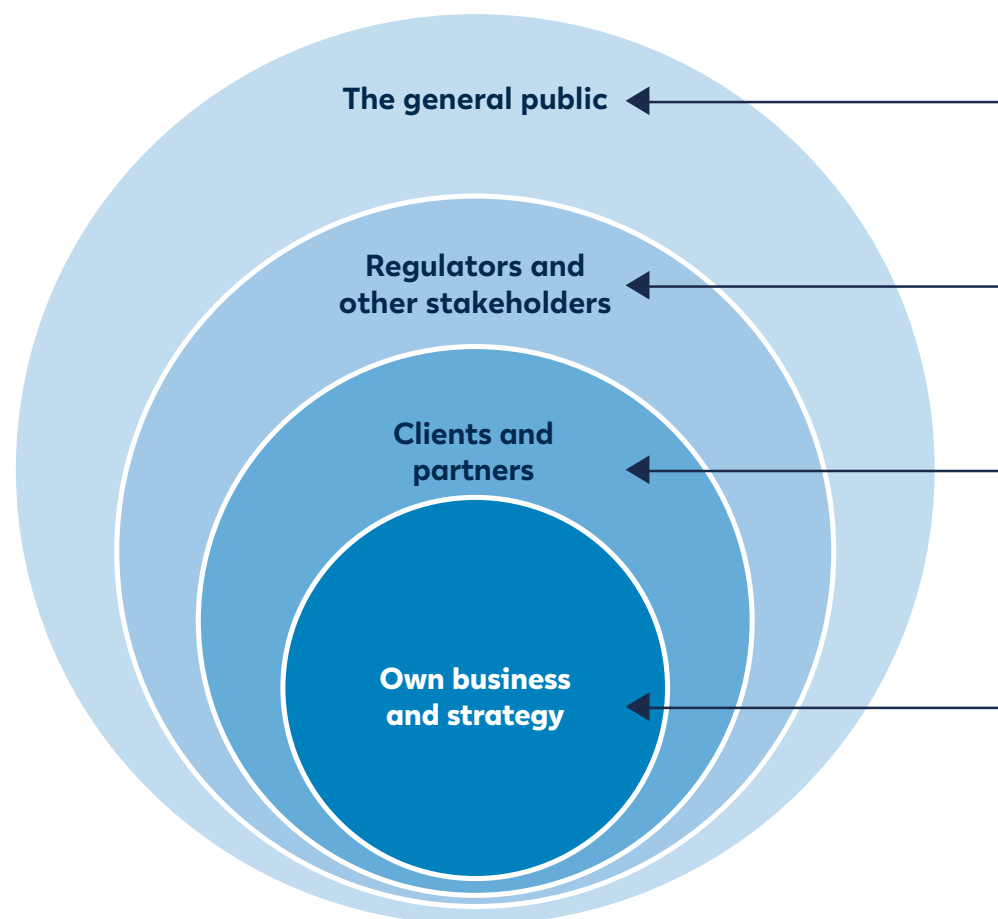 The general public
Regulators and
other stakeholders
Clients and
partners
Own business
and strategy